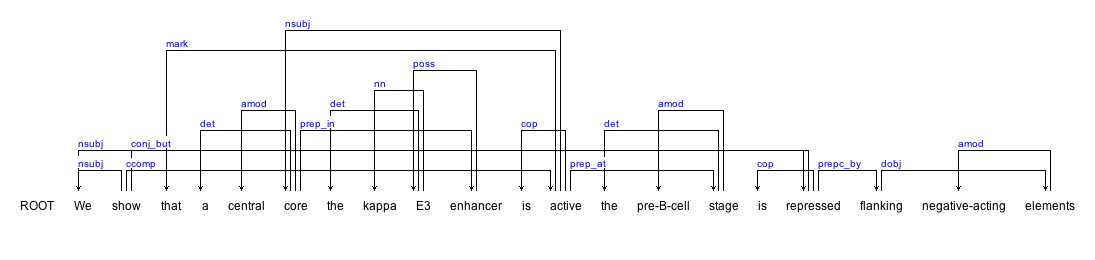 nsubj
mark
poss
nn
amod det amod
det prep_in cop det
nsubj conj_but amod
nsubj ccomp prep_at cop prepc_by dobj
ROOT We show that a central core the kappa E3 enhancer is active the pre-B-cell stage is repressed flanking negative-acting elements